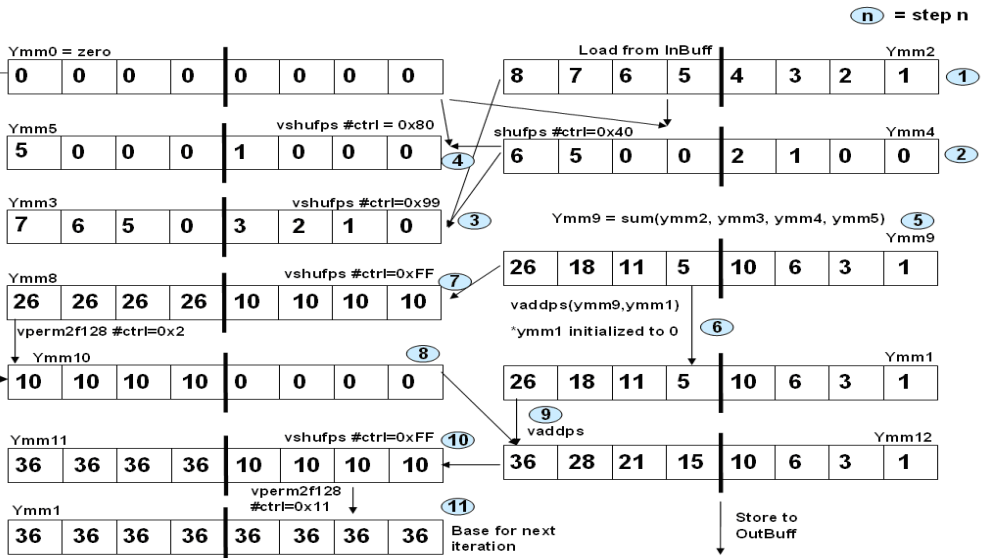 n = step n
Ymm0 = zero
0 0 0 0 0 0 0 0
Load from InBuff Ymm2
8 7 6 5 4 3 2 1
1
Ymm5 vshufps #ctrl = 0x80
5 0 0 0 1 0 0 0
4
shufps #ctrl=0x40 Ymm4
6 5 0 0 2 1 0 0
2
Ymm3 vshufps #ctrl=0x99
7 6 5 0 3 2 1 0
3
Ymm9 = sum(ymm2, ymm3, ymm4, ymm5) 5
Ymm9
26 18 11 5 10 6 3 1
Ymm8 vshufps #ctrl=0xFF
7
26 26 26 26 10 10 10 10
vaddps(ymm9,ymm1)
*ymm1 initialized to 0
6
vperm2f128 #ctrl=0x2
Ymm10
8
10 10 10 10 0 0 0 0
Ymm1
26 18 11 5 10 6 3 1
9
vaddps
Ymm11 vshufps #ctrl=0xFF 10
36 36 36 36 10 10 10 10
Ymm12
36 28 21 15 10 6 3 1
vperm2f128
#ctrl=0x11
11
Ymm1
36 36 36 36 36 36 36 36
Base for next
iteration
Store to
OutBuff